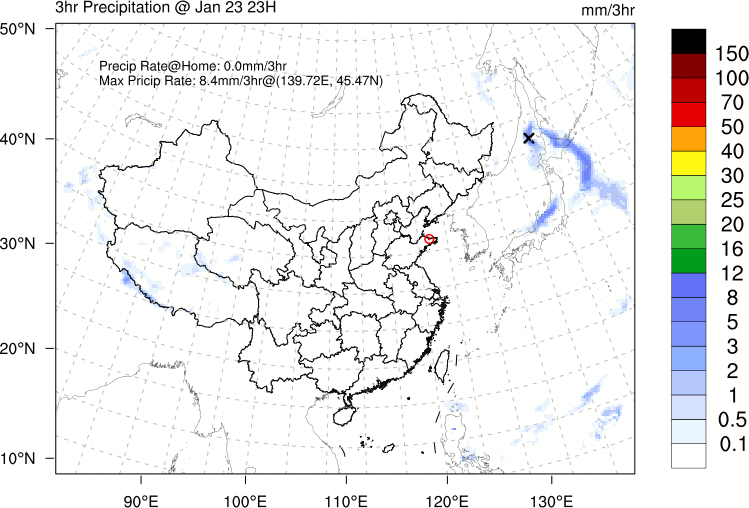 3hr Precipitation @ Jan 23 23H
mm/3hr
Precip Rate@Home: 0.0mm/3hr
Max Pricip Rate: 8.4mm/3hr@(139.72E, 45.47N)
50°N
40°N
30°N
20°N
10°N
90°E
100°E
110°E
120°E
130°E
150
100
70
50
40
30
25
20
16
12
8
5
3
2
1
0.5
0.1